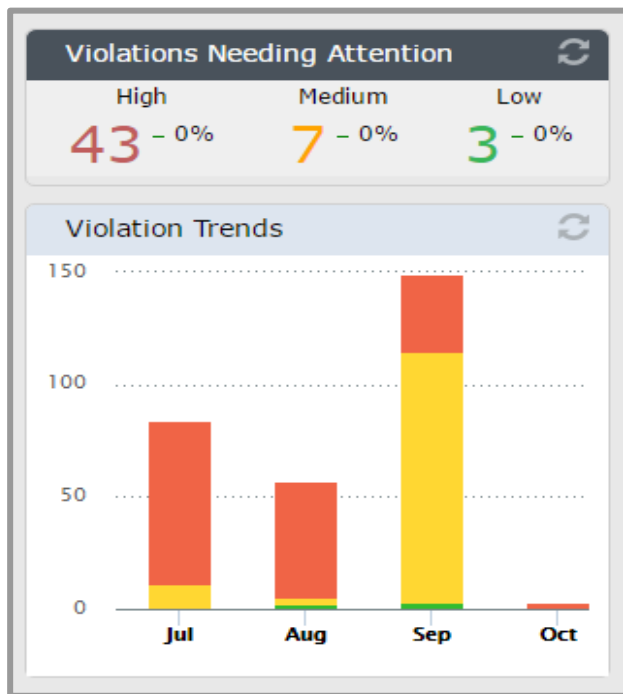 Violations Needing Attention
High Medium Low
43 – 0% 7 – 0% 3 – 0%
Violation Trends
150
100
50
0
Jul Aug Sep Oct